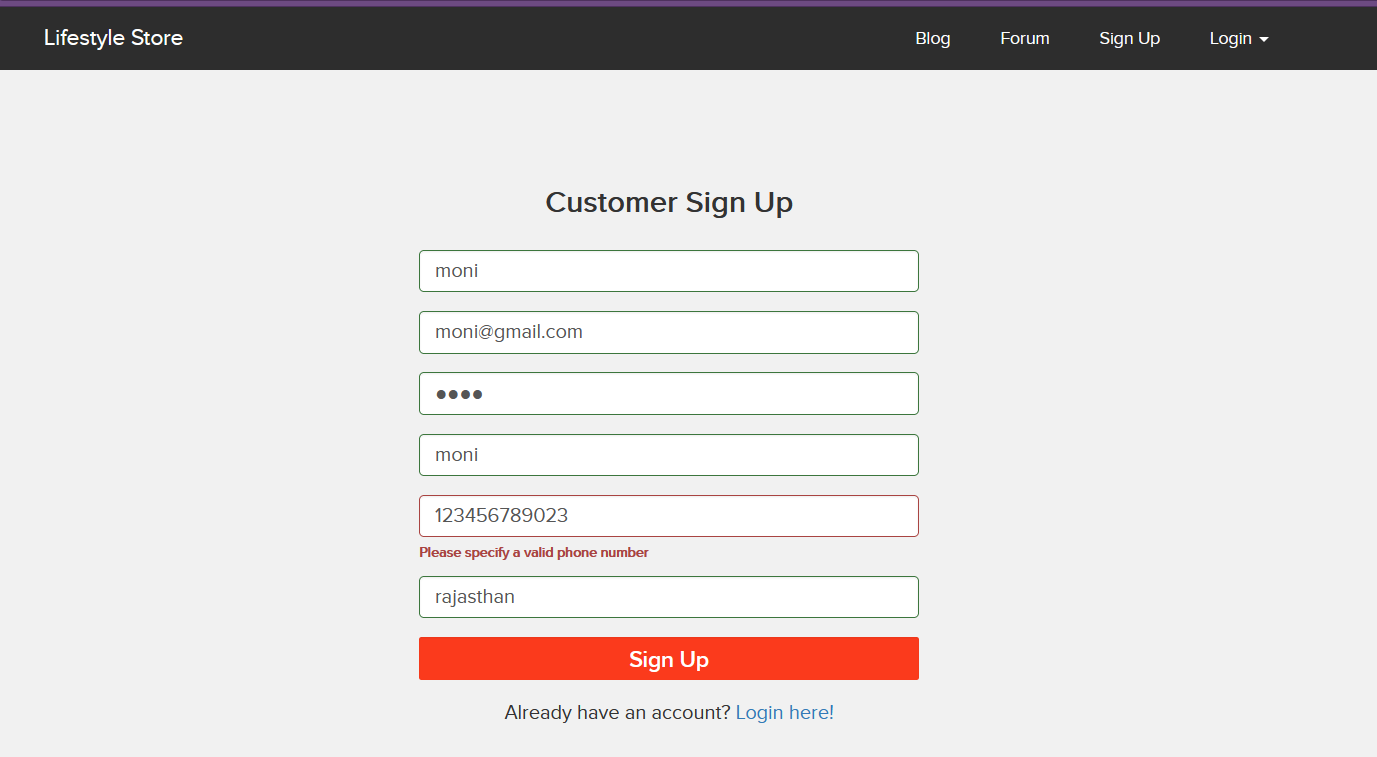 Lifestyle Store Blog Forum Sign Up Login
Customer Sign Up
moni
moni@gmail.com
••••
moni
123456789023
Please specify a valid phone number
rajasthan
Sign Up
Already have an account? Login here!